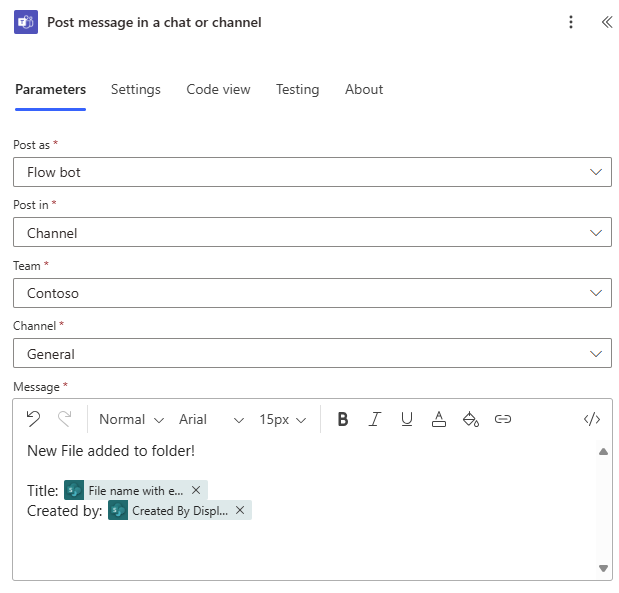 Post message in a chat or channel
Parameters Settings Code view Testing About
Post as *
Flow bot
Post in *
Channel
Team *
Contoso
Channel *
General
Message *
Normal Arial 15px B I U A </>
New File added to folder!
Title: File name with e... ×
Created by: Created By Displ... ×